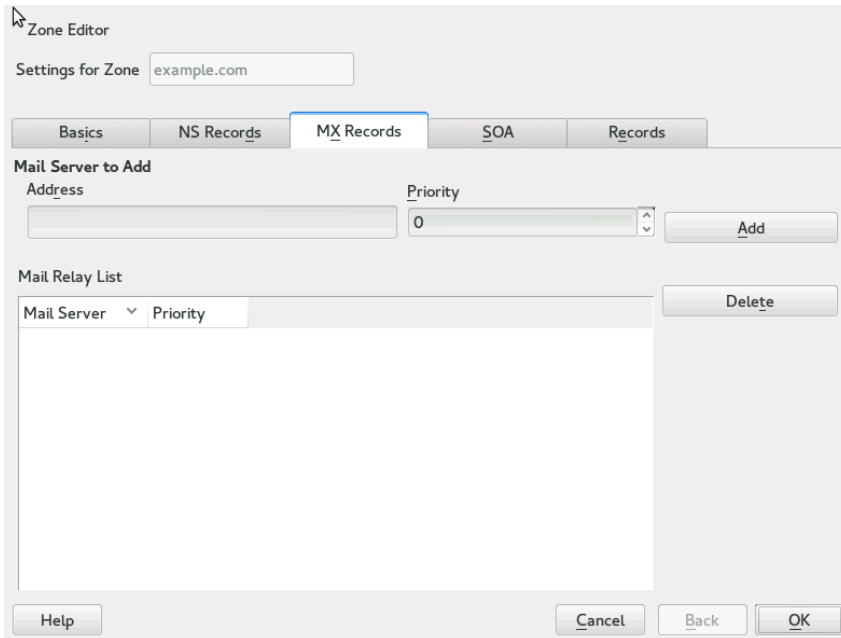 Zone Editor
Settings for Zone example.com
Basics NS Records MX Records SOA Records
Mail Server to Add
Address Priority
0 Add
Mail Relay List
Delete
Mail Server Priority
Help Cancel Back OK